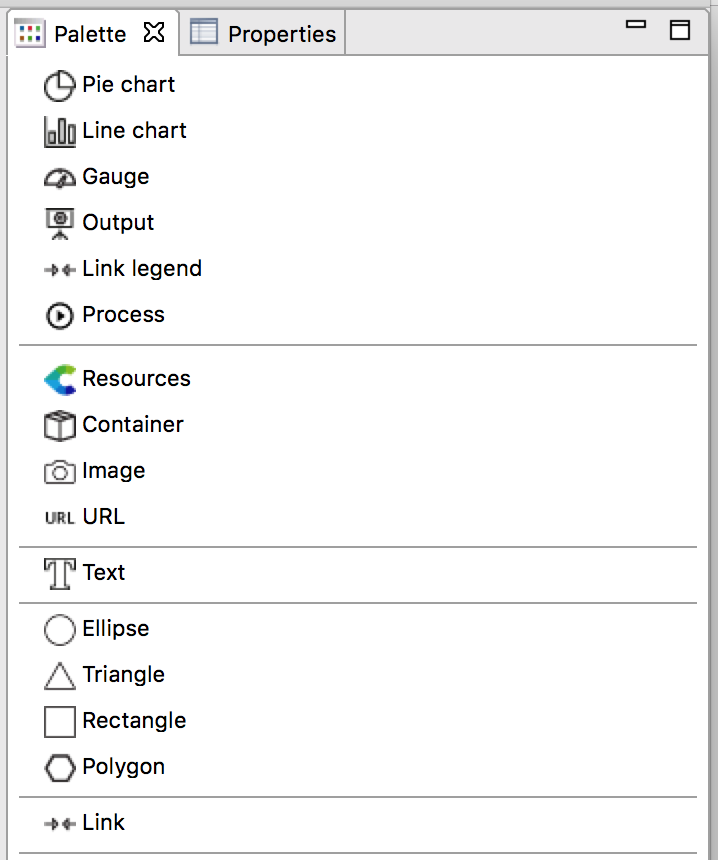 Palette Properties
Pie chart
Line chart
Gauge
Output
Link legend
Process
Resources
Container
Image
URL URL
Text
Ellipse
Triangle
Rectangle
Polygon
Link